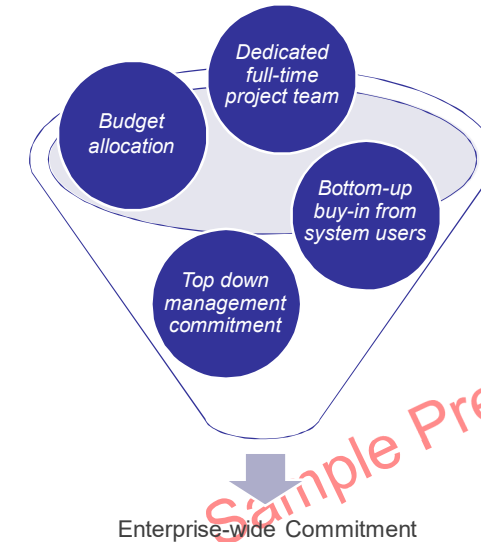 Dedicated
full-time
project team
Budget
allocation
Bottom-up
buy-in from
system users
Top down
management
commitment
Sample Pre
Enterprise-wide Commitment